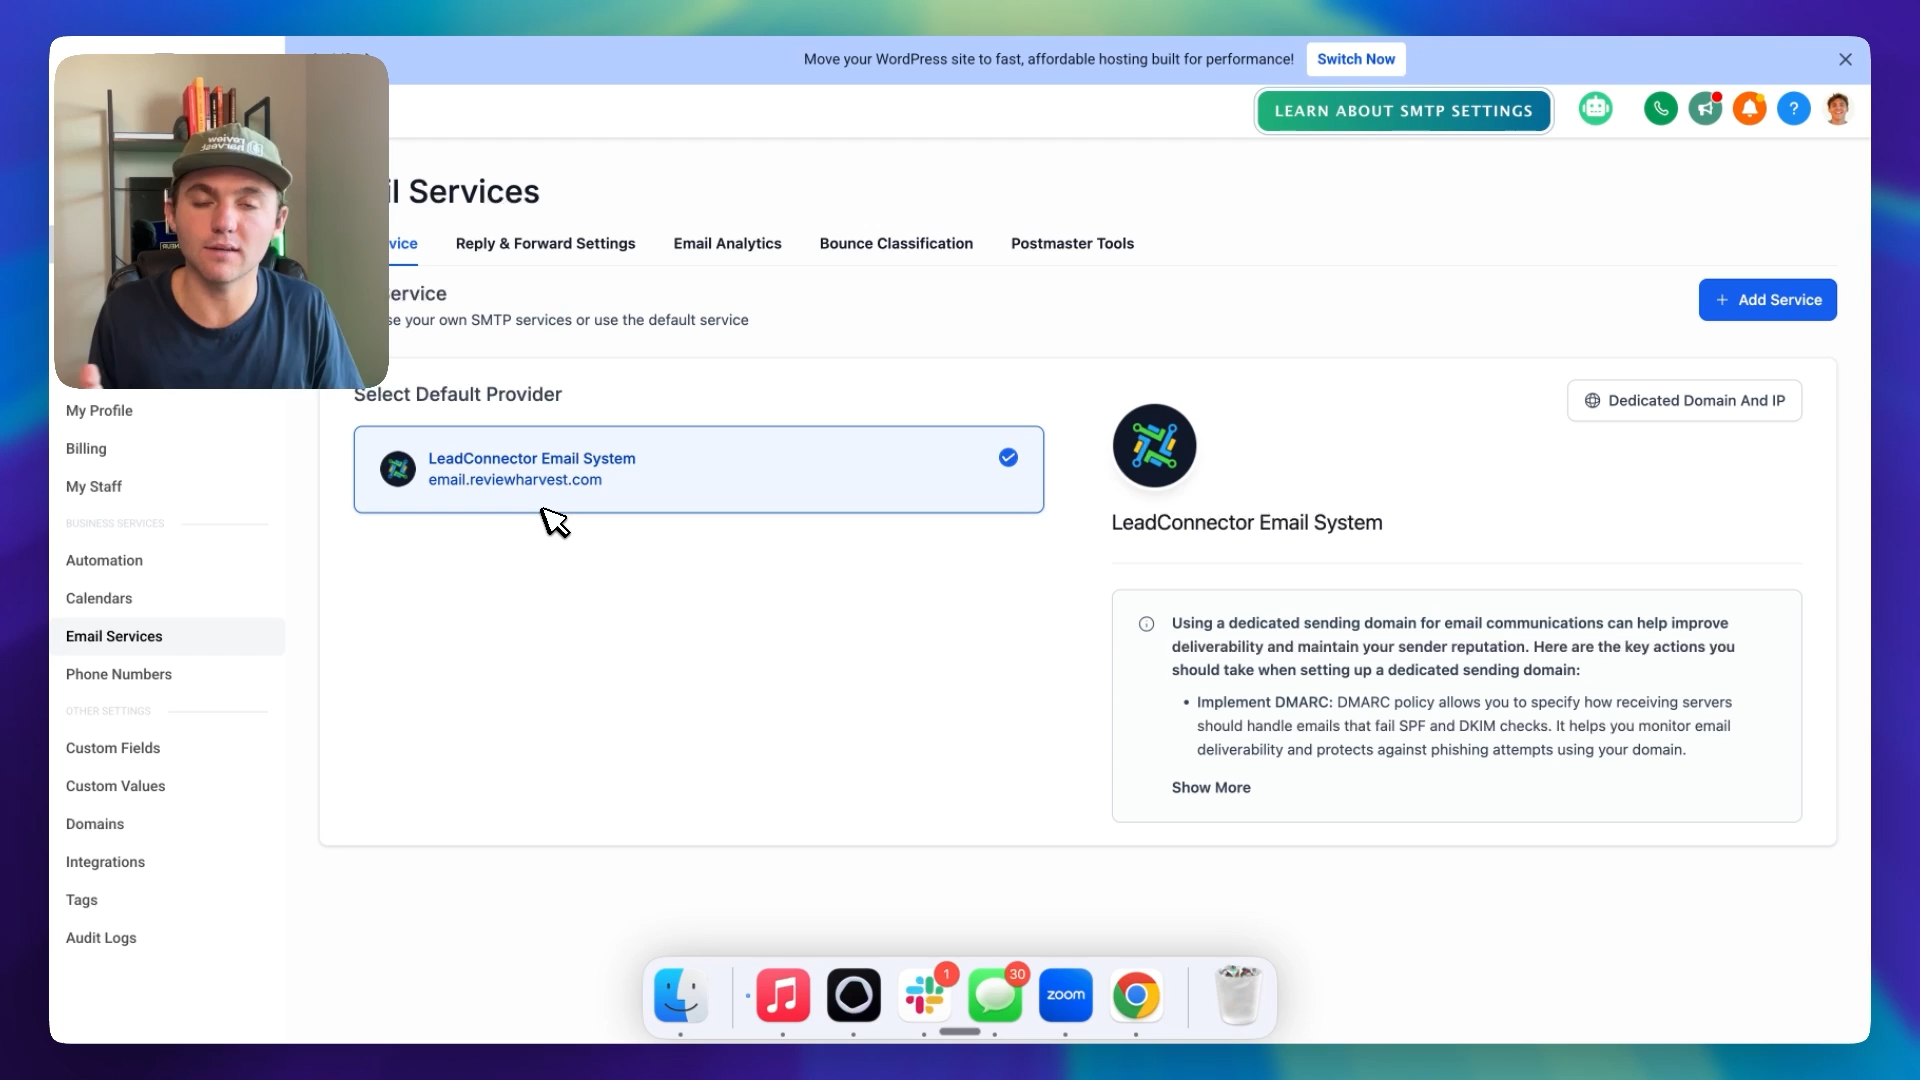 Move your WordPress site to fast, affordable hosting built for performance! Switch Now
LEARN ABOUT SMTP SETTINGS
?
il Services
vice Reply & Forward Settings Email Analytics Bounce Classification Postmaster Tools
ervice
se your own SMTP services or use the default service
+ Add Service
Select Default Provider
LeadConnector Email System
email.reviewharvest.com
Dedicated Domain And IP
LeadConnector Email System
Using a dedicated sending domain for email communications can help improve
deliverability and maintain your sender reputation. Here are the key actions you
should take when setting up a dedicated sending domain:
• Implement DMARC: DMARC policy allows you to specify how receiving servers
should handle emails that fail SPF and DKIM checks. It helps you monitor email
deliverability and protects against phishing attempts using your domain.
Show More
My Profile
Billing
My Staff
BUSINESS SERVICES
Automation
Calendars
Email Services
Phone Numbers
OTHER SETTINGS
Custom Fields
Custom Values
Domains
Integrations
Tags
Audit Logs
review
harvest
1
30
zoom